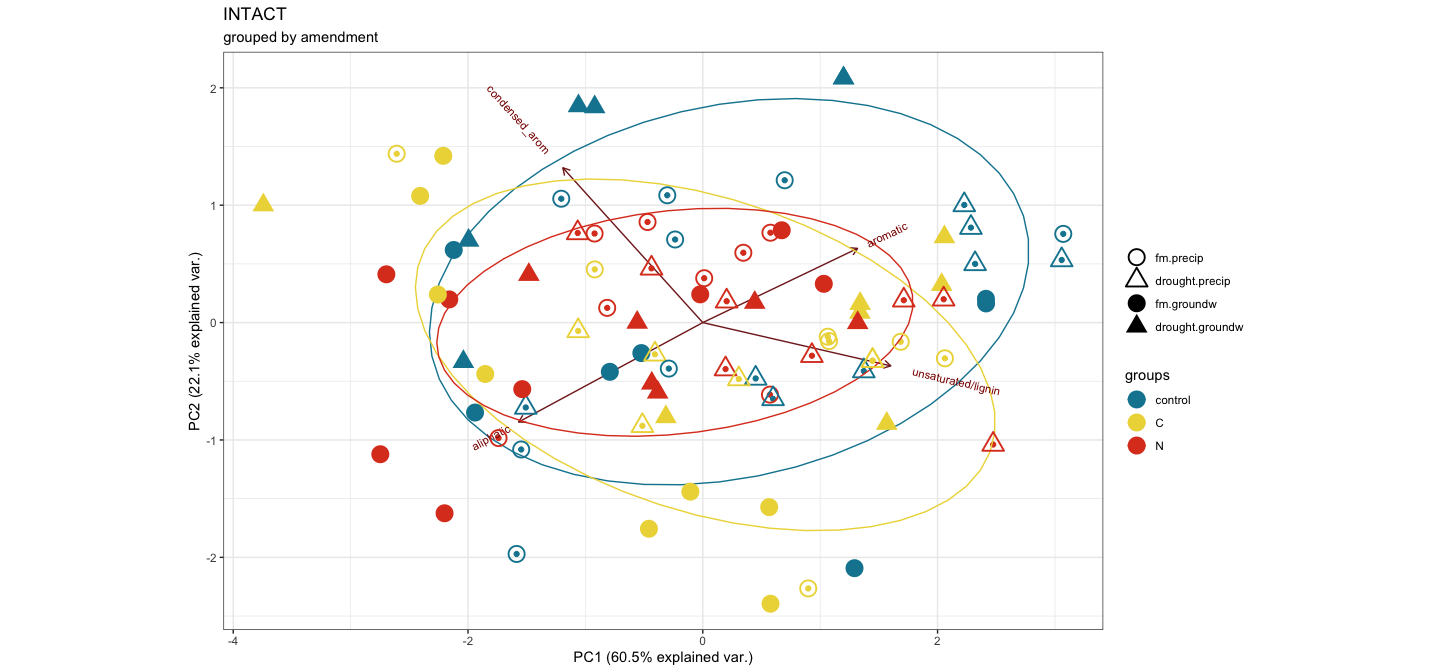 INTACT
grouped by amendment
condensed_arom
aromatic
unsaturated/lignin
aliphatic
2
1
0
-1
-2
-4
-2
0
2
PC1 (60.5% explained var.)
PC2 (22.1% explained var.)
fm.precip
drought.precip
fm.groundw
drought.groundw
groups
control
C
N